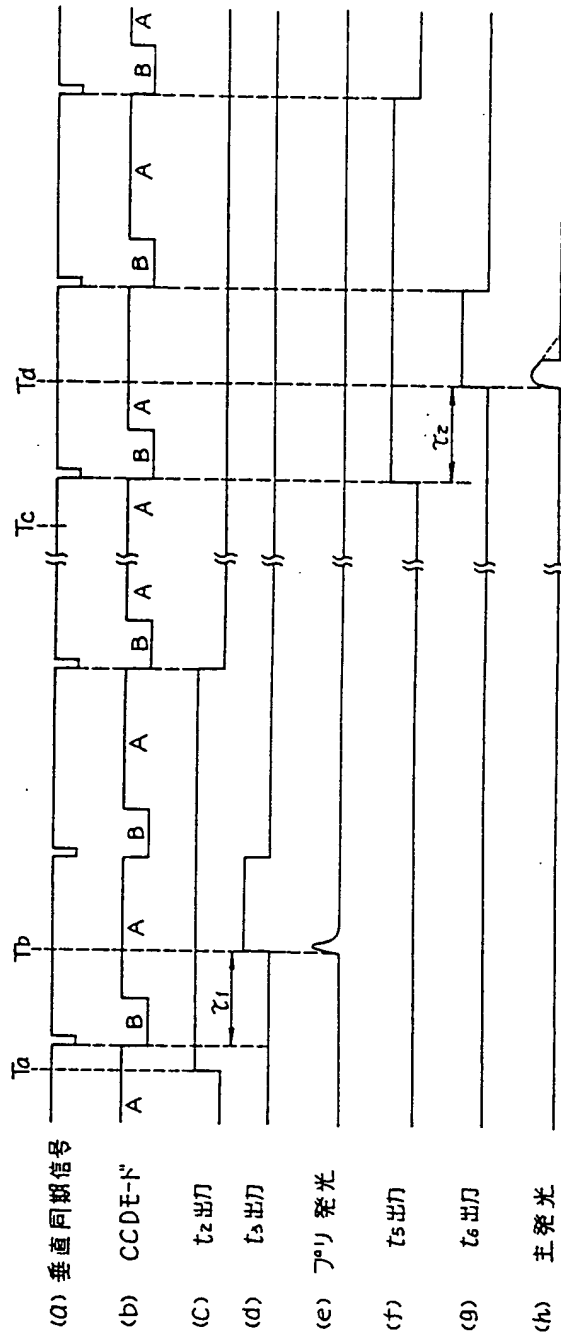 Ta Tb Tc Td
(a) 垂直同期信号
(b) CCDモード A B A B A B A A B A B A B A
(c) t2出力
(d) t3出力 τ1
(e) プリ発光
(f) t5出力
(g) t6出力 τ2
(h) 主発光